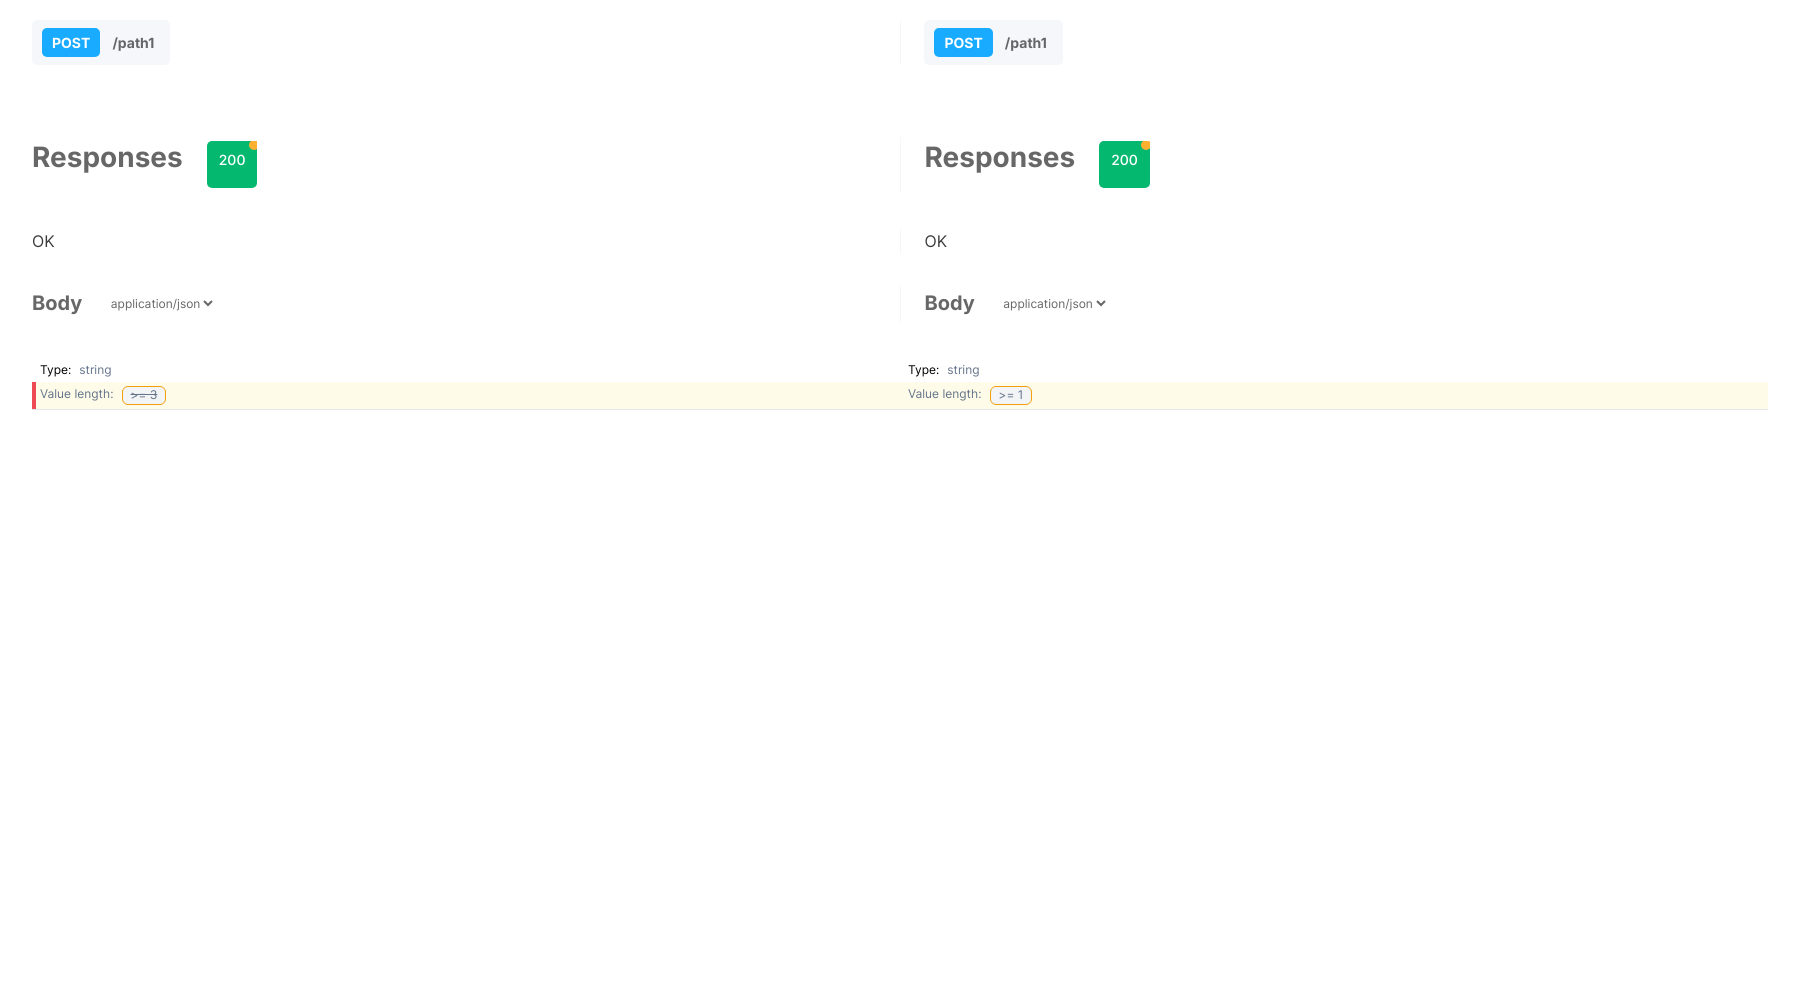 POST /path1 POST /path1
Responses 200 Responses 200
OK OK
Body application/json Body application/json
Type: string Type: string
Value length: >= 3 Value length: >= 1